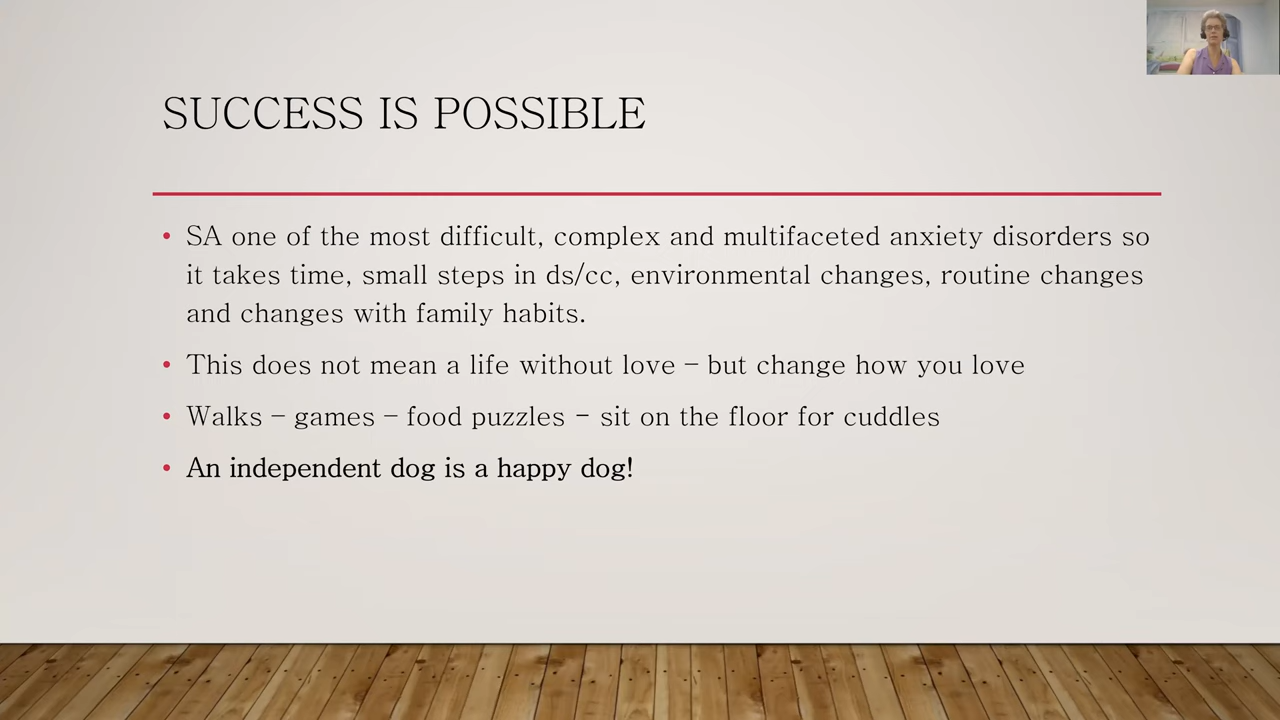 SUCCESS IS POSSIBLE
• SA one of the most difficult, complex and multifaceted anxiety disorders so
it takes time, small steps in ds/cc, environmental changes, routine changes
and changes with family habits.
• This does not mean a life without love – but change how you love
• Walks – games – food puzzles – sit on the floor for cuddles
• An independent dog is a happy dog!